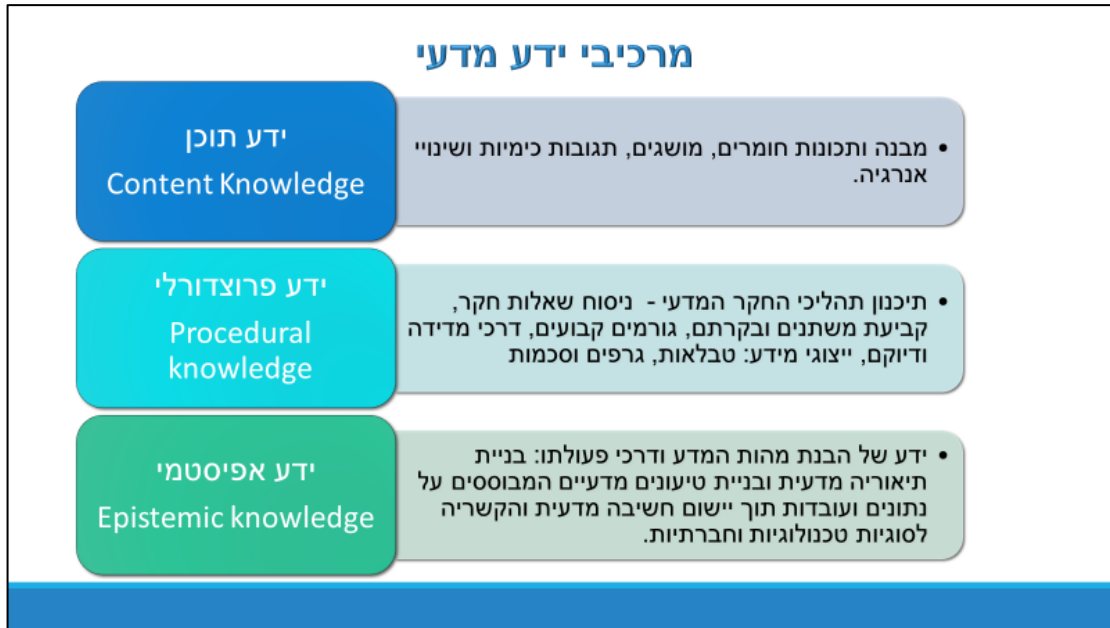 מרכיבי ידע מדעי
ידע תוכן
Content Knowledge
• מבנה ותכונות חומרים, מושגים, תגובות כימיות ושינויי
אנרגיה.
ידע פרוצדורלי
Procedural
knowledge
• תיכנון תהליכי החקר המדעי - ניסוח שאלות חקר,
קביעת משתנים ובקרתם, גורמים קבועים, דרכי מדידה
ודיוקם, ייצוגי מידע: טבלאות, גרפים וסכמות
ידע אפיסטמי
Epistemic knowledge
• ידע של הבנת מהות המדע ודרכי פעולתו: בניית
תיאוריה מדעית ובניית טיעונים מדעיים המבוססים על
נתונים ועובדות תוך יישום חשיבה מדעית והקשריה
לסוגיות טכנולוגיות וחברתיות.